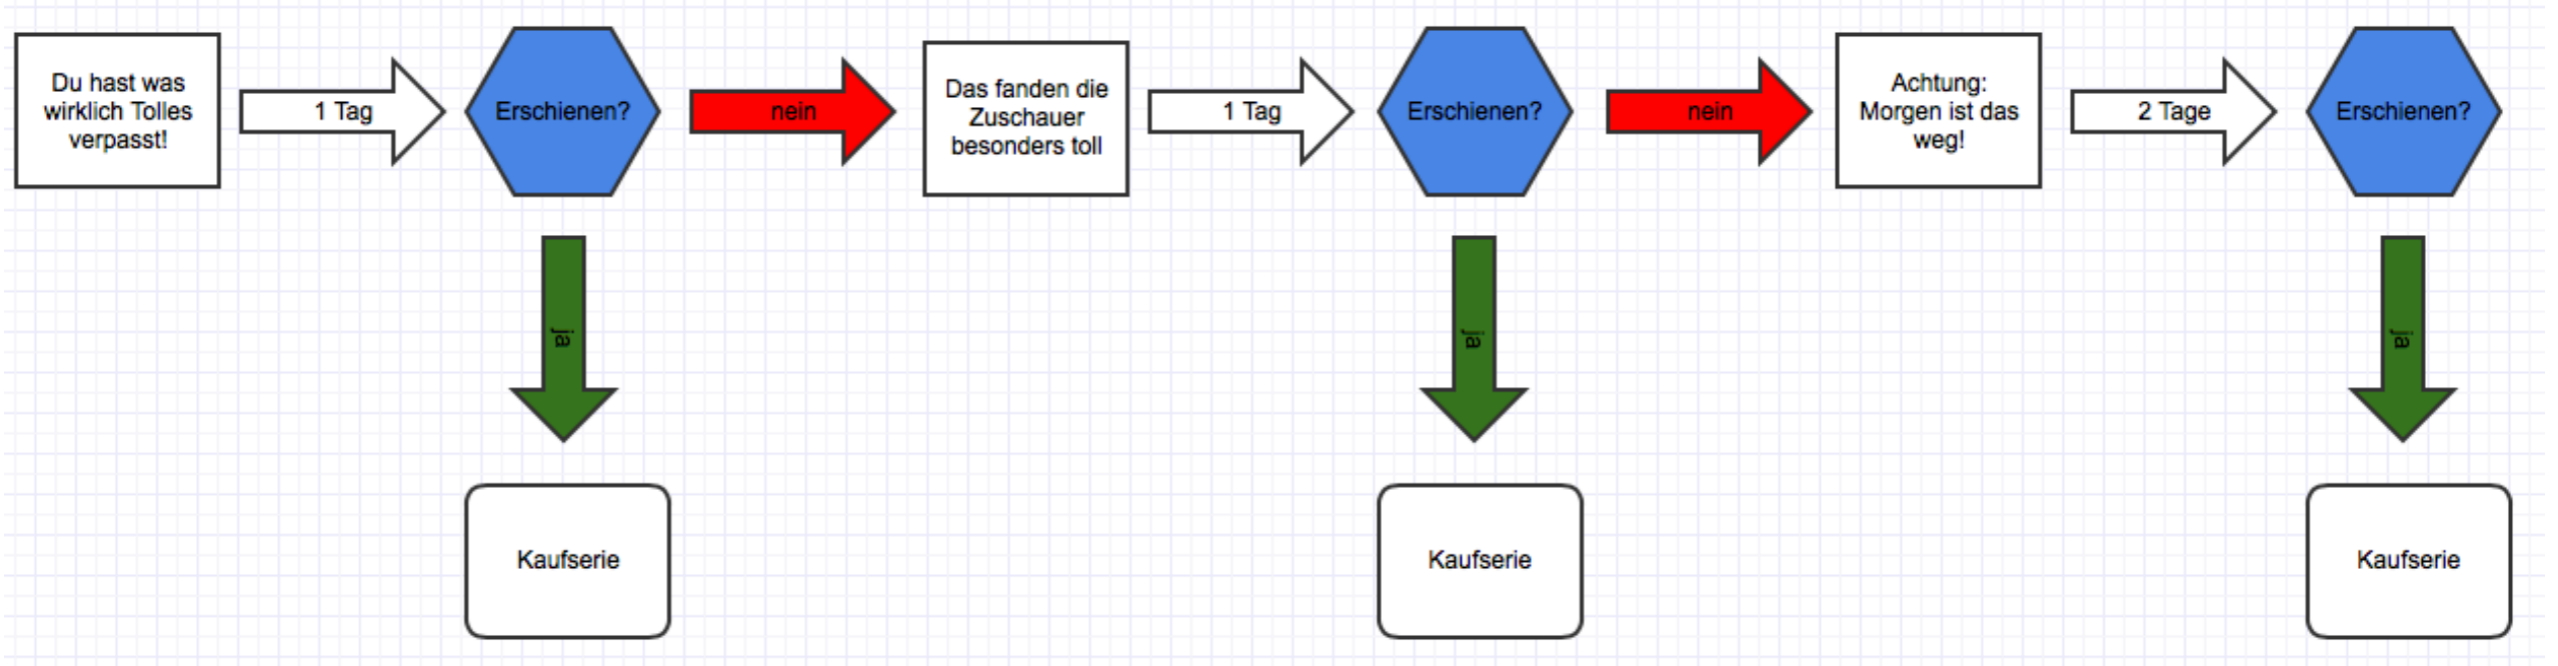 Du hast was
wirklich Tolles
verpasst!
1 Tag
Erschienen?
nein
Das fanden die
Zuschauer
besonders toll
1 Tag
Erschienen?
nein
Achtung:
Morgen ist das
weg!
2 Tage
Erschienen?
ja
ja
ja
Kaufserie
Kaufserie
Kaufserie